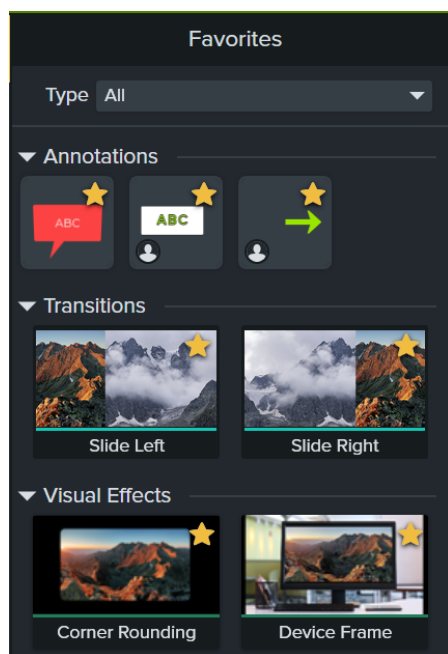 Favorites
Type All
Annotations
ABC
ABC
Transitions
Slide Left
Slide Right
Visual Effects
Corner Rounding
Device Frame